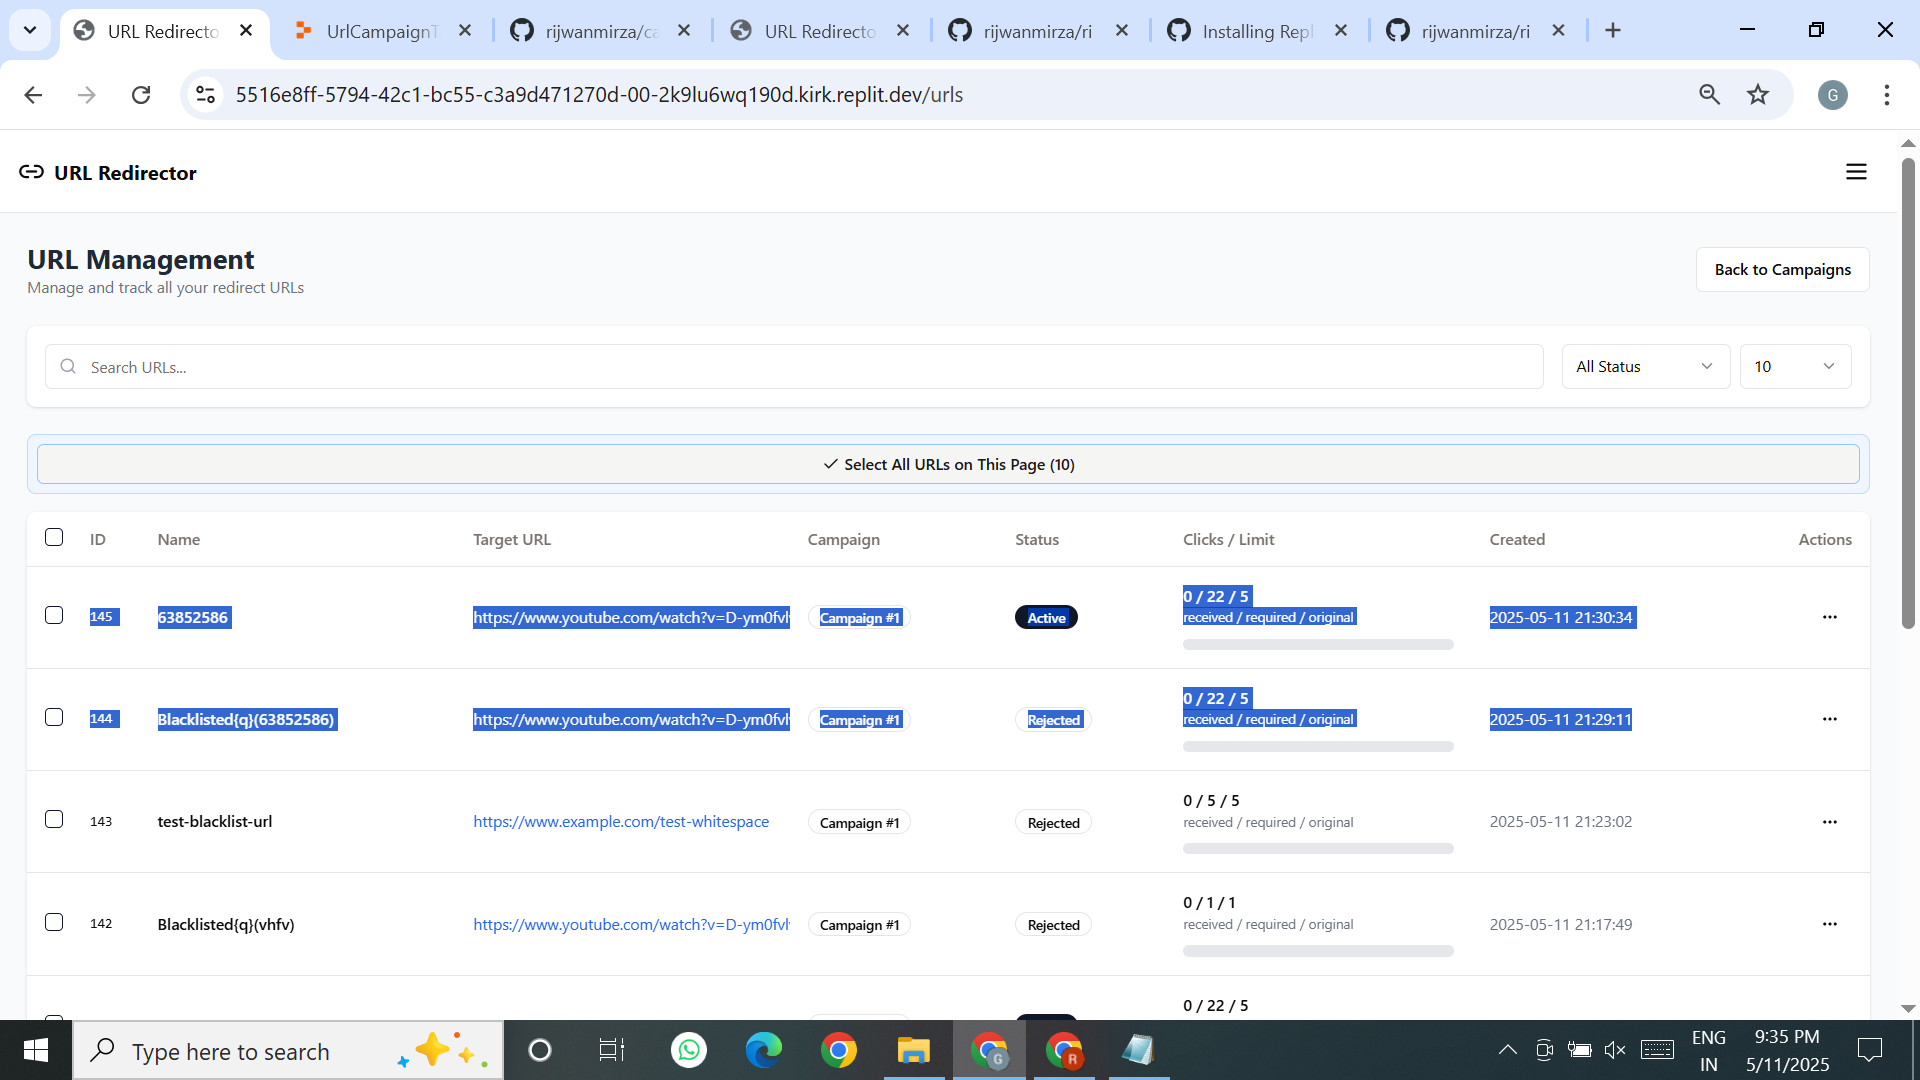 URL Redirecto
UrlCampaignT
rijwanmirza/ca
URL Redirecto
rijwanmirza/ri
Installing Repl
rijwanmirza/ri
5516e8ff-5794-42c1-bc55-c3a9d471270d-00-2k9lu6wq190d.kirk.replit.dev/urls
G
URL Redirector
URL Management
Manage and track all your redirect URLs
Back to Campaigns
Search URLs...
All Status
10
Select All URLs on This Page (10)
ID Name Target URL Campaign Status Clicks / Limit Created Actions
0 / 22 / 5
145 63852586 https://www.youtube.com/watch?v=D-ym0fvl Campaign #1 Active received / required / original 2025-05-11 21:30:34
0 / 22 / 5
144 Blacklisted{q}(63852586) https://www.youtube.com/watch?v=D-ym0fvl Campaign #1 Rejected received / required / original 2025-05-11 21:29:11
0 / 5 / 5
143 test-blacklist-url https://www.example.com/test-whitespace Campaign #1 Rejected received / required / original 2025-05-11 21:23:02
0 / 1 / 1
142 Blacklisted{q}(vhfv) https://www.youtube.com/watch?v=D-ym0fvl Campaign #1 Rejected received / required / original 2025-05-11 21:17:49
0 / 22 / 5
Type here to search
G
R
ENG
IN
9:35 PM
5/11/2025